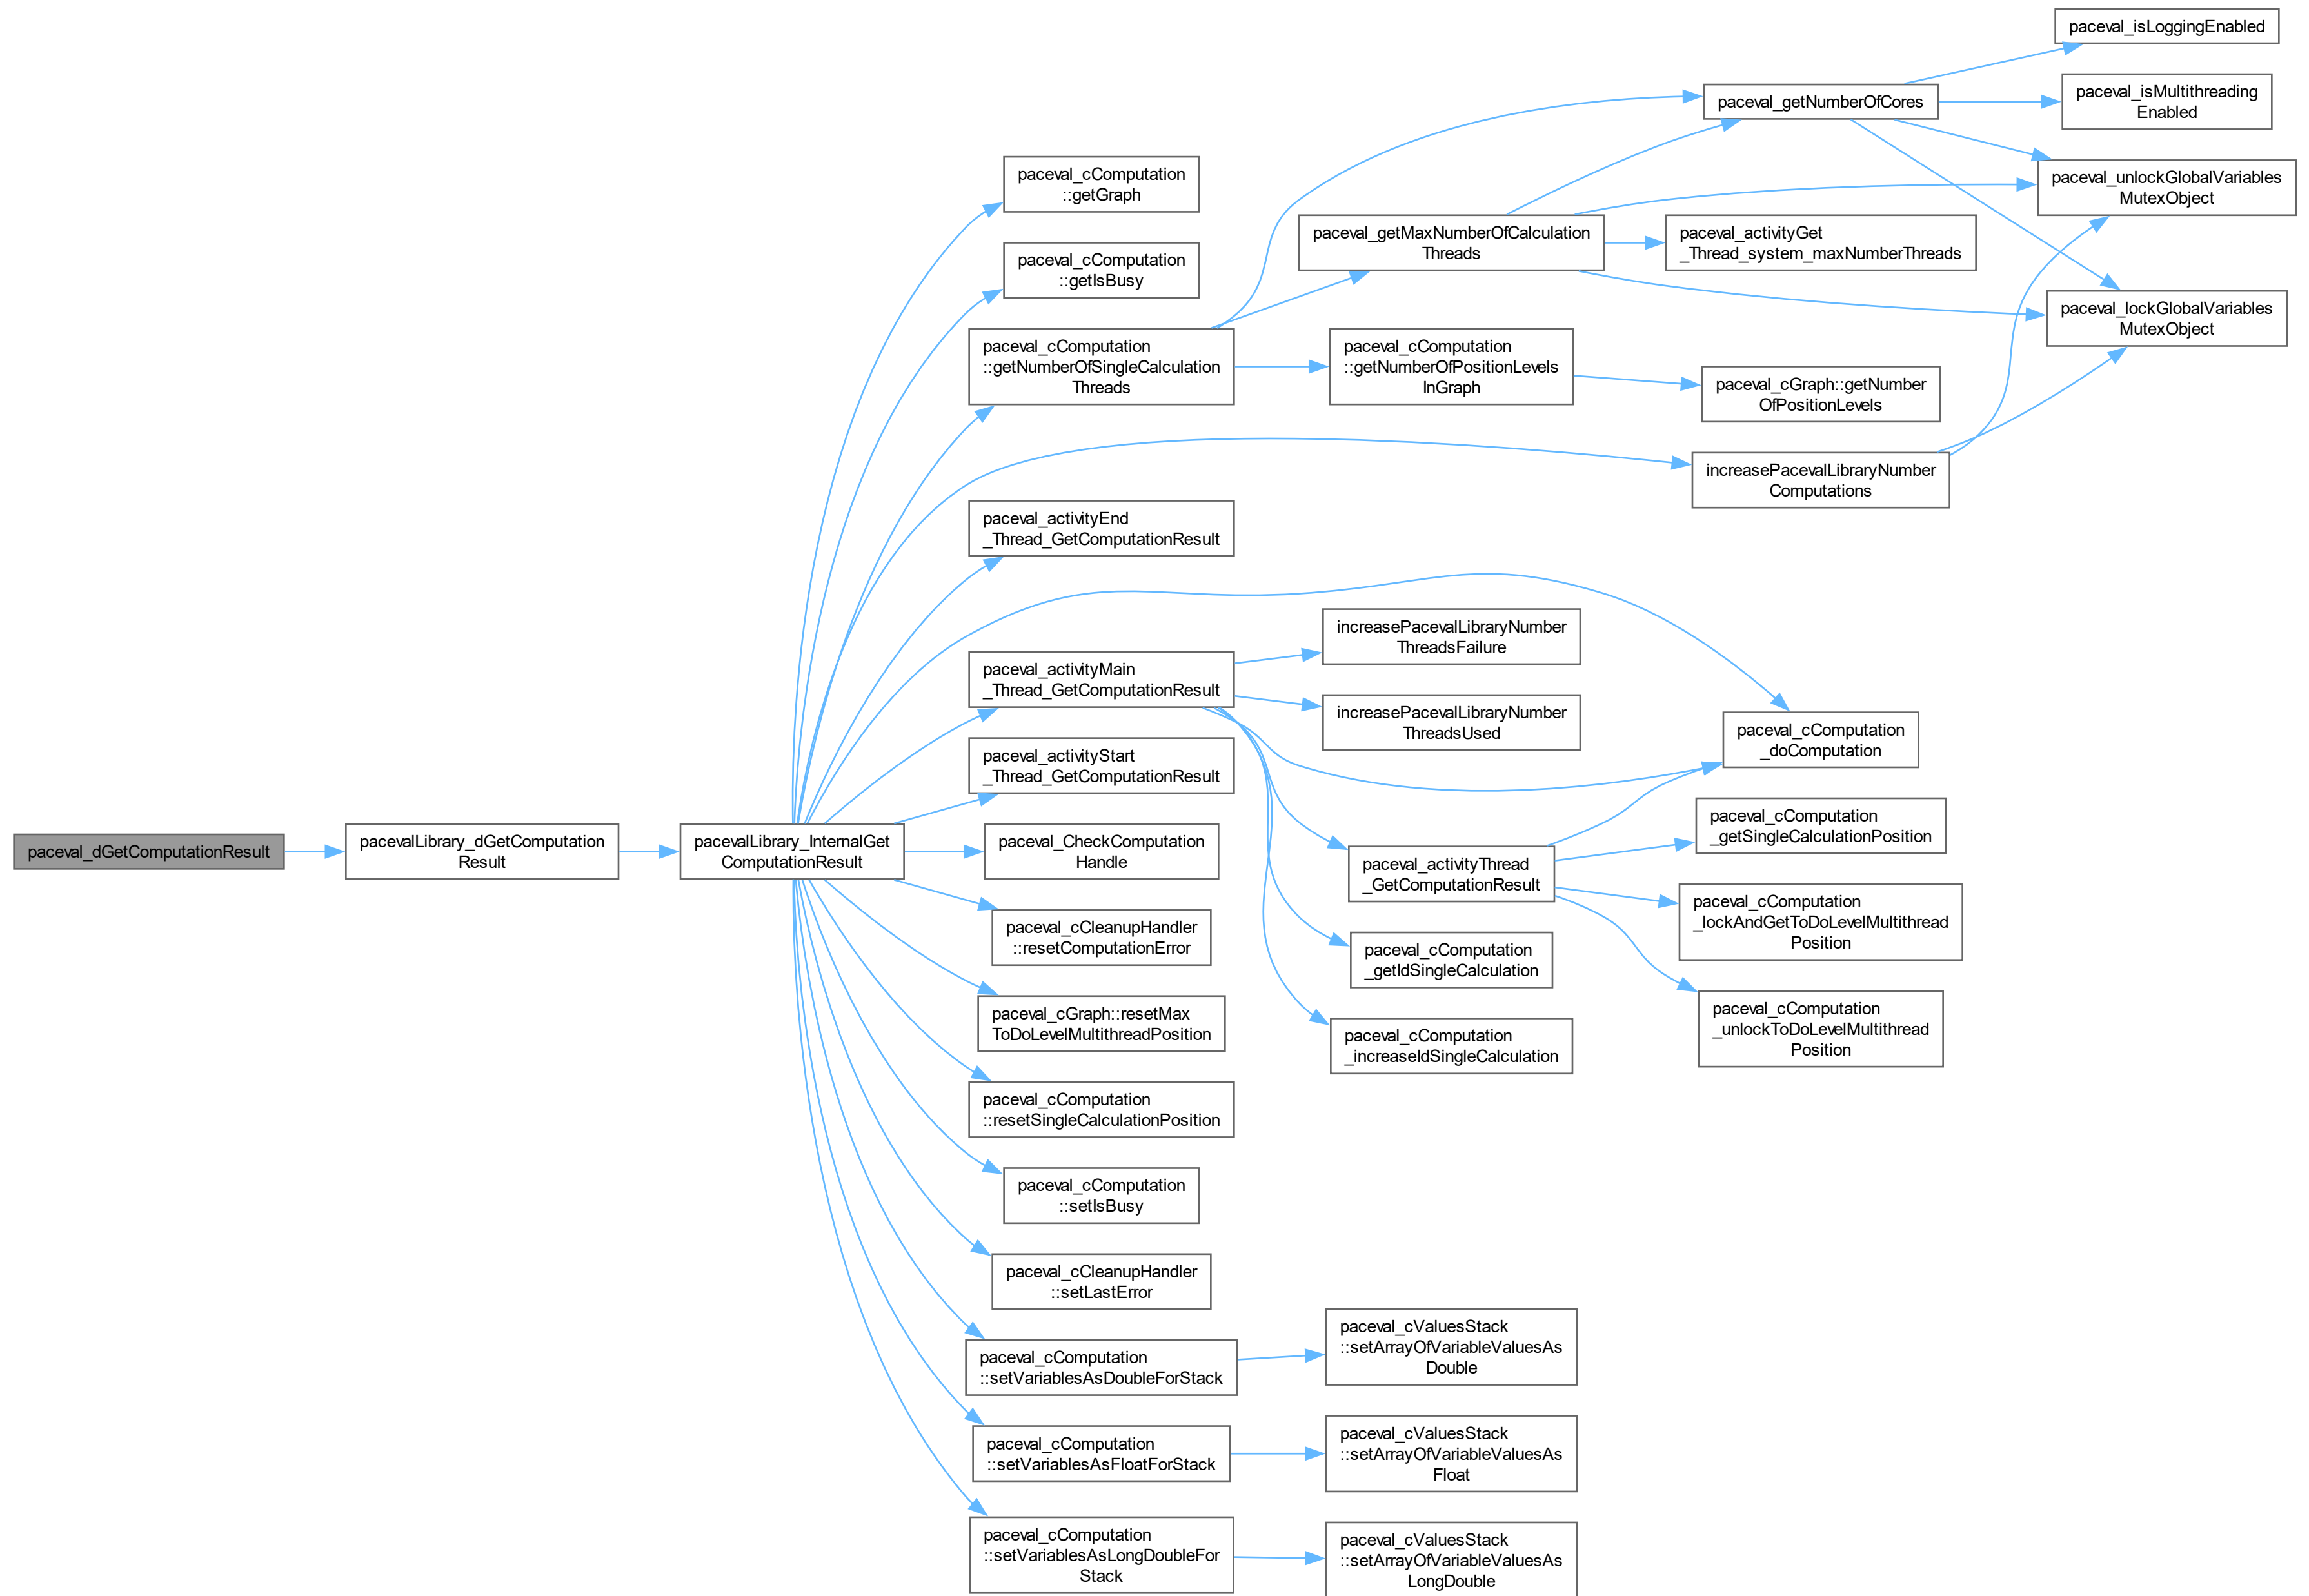 paceval_dGetComputationResult
pacevalLibrary_dGetComputation
Result
pacevalLibrary_InternalGet
ComputationResult
paceval_cComputation
::getGraph
paceval_cComputation
::getIsBusy
paceval_cComputation
::getNumberOfSingleCalculation
Threads
paceval_activityEnd
_Thread_GetComputationResult
paceval_activityMain
_Thread_GetComputationResult
paceval_activityStart
_Thread_GetComputationResult
paceval_CheckComputation
Handle
paceval_cCleanupHandler
::resetComputationError
paceval_cGraph::resetMax
ToDoLevelMultithreadPosition
paceval_cComputation
::resetSingleCalculationPosition
paceval_cComputation
::setIsBusy
paceval_cCleanupHandler
::setLastError
paceval_cComputation
::setVariablesAsDoubleForStack
paceval_cComputation
::setVariablesAsFloatForStack
paceval_cComputation
::setVariablesAsLongDoubleFor
Stack
paceval_getMaxNumberOfCalculation
Threads
paceval_cComputation
::getNumberOfPositionLevels
InGraph
increasePacevalLibraryNumber
ThreadsFailure
increasePacevalLibraryNumber
ThreadsUsed
paceval_activityThread
_GetComputationResult
paceval_cComputation
_getIdSingleCalculation
paceval_cComputation
_increaseIdSingleCalculation
paceval_cValuesStack
::setArrayOfVariableValuesAs
Double
paceval_cValuesStack
::setArrayOfVariableValuesAs
Float
paceval_cValuesStack
::setArrayOfVariableValuesAs
LongDouble
paceval_getNumberOfCores
paceval_activityGet
_Thread_system_maxNumberThreads
paceval_cGraph::getNumber
OfPositionLevels
increasePacevalLibraryNumber
Computations
paceval_cComputation
_doComputation
paceval_cComputation
_getSingleCalculationPosition
paceval_cComputation
_lockAndGetToDoLevelMultithread
Position
paceval_cComputation
_unlockToDoLevelMultithread
Position
paceval_isLoggingEnabled
paceval_isMultithreading
Enabled
paceval_unlockGlobalVariables
MutexObject
paceval_lockGlobalVariables
MutexObject